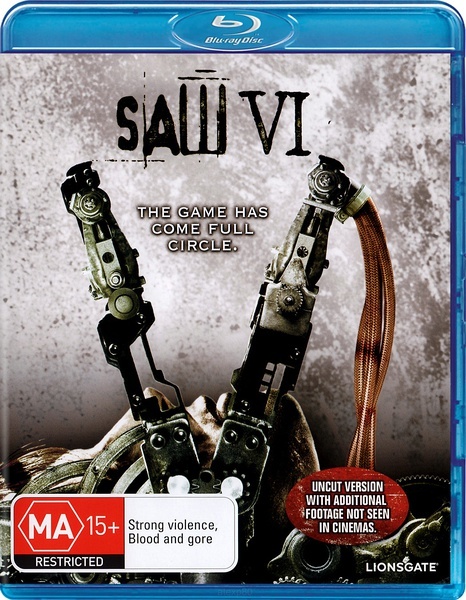 Blu-ray Disc
SAW VI
THE GAME HAS
COME FULL
CIRCLE.
UNCUT VERSION
WITH ADDITIONAL
FOOTAGE NOT SEEN
IN CINEMAS.
MA 15+
Strong violence,
Blood and gore
RESTRICTED
LIONSGATE